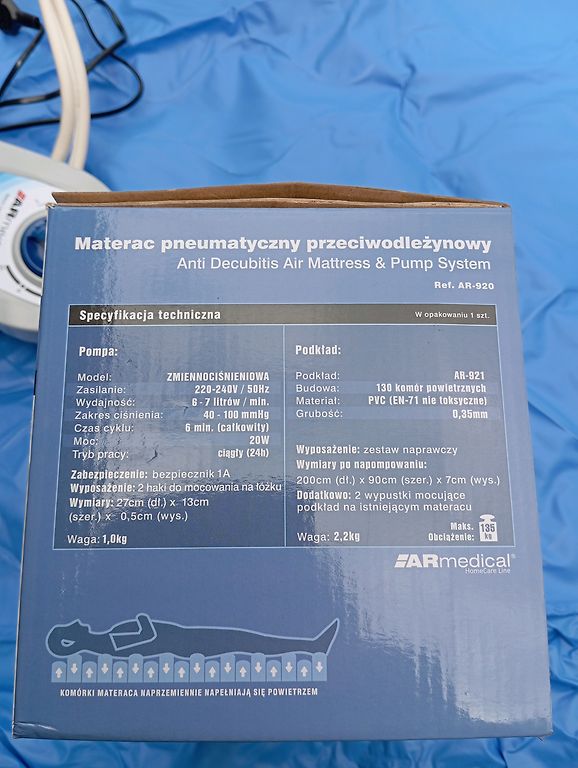 Materac pneumatyczny przeciwodleżynowy
Anti Decubitis Air Mattress & Pump System
Ref. AR-920
Specyfikacja techniczna
W opakowaniu 1 szt.
Pompa:
Model: ZMIENNOCIŚNIENIOWA
Zasilanie: 220-240V / 50Hz
Wydajność: 6 - 7 litrów / min.
Zakres ciśnienia: 40 - 100 mmHg
Czas cyklu: 6 min. (całkowity)
Moc: 20W
Tryb pracy: ciągły (24h)
Zabezpieczenie: bezpiecznik 1A
Wyposażenie: 2 haki do mocowania na łóżku
Wymiary: 27cm (dł.) x 13cm
(szer.) x 0,5cm (wys.)
Waga: 1,0kg
Podkład:
Podkład: AR-921
Budowa: 130 komór powietrznych
Materiał: PVC (EN-71 nie toksyczne)
Grubość: 0,35mm
Wyposażenie: zestaw naprawczy
Wymiary po napompowaniu:
200cm (dł.) x 90cm (szer.) x 7cm (wys.)
Dodatkowo: 2 wypustki mocujące
podkład na istniejącym materacu
Maks.
Obciążenie: 135 kg
Waga: 2,2kg
ARmedical®
HomeCare Line
KOMÓRKI MATERACA NAPRZEMIENNIE NAPEŁNIAJĄ SIĘ POWIETRZEM